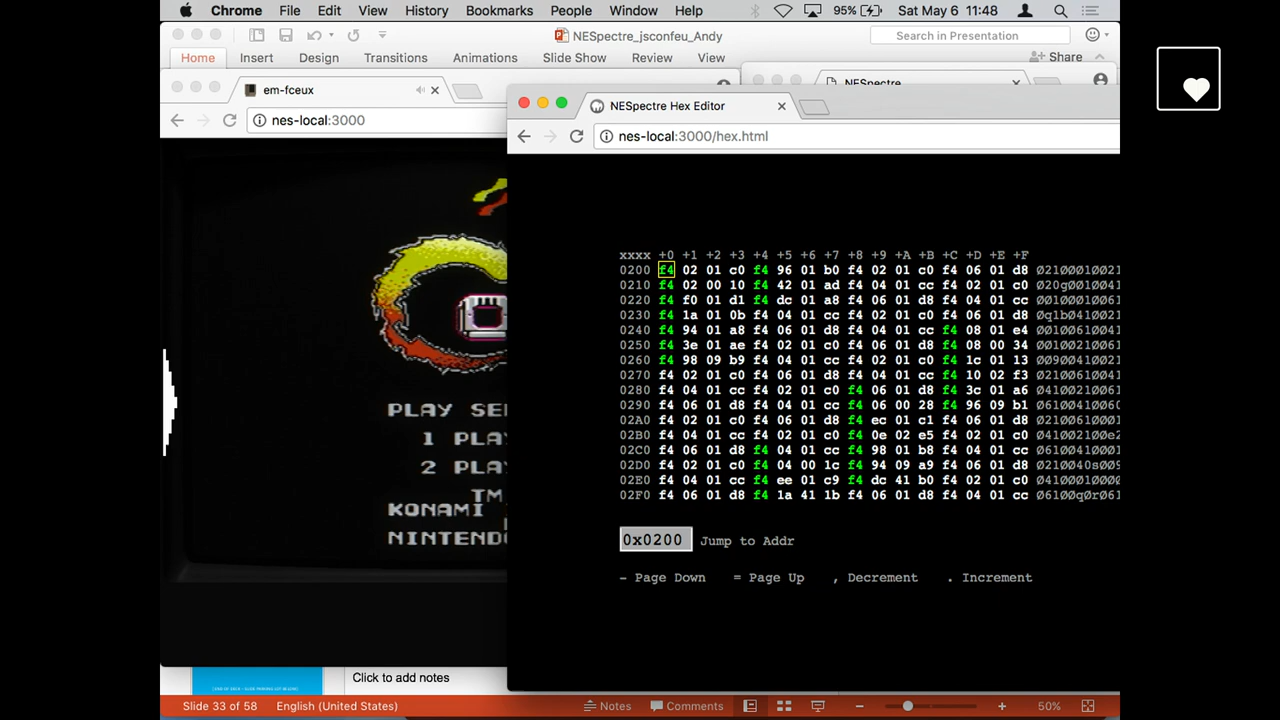 Chrome File Edit View History Bookmarks People Window Help 95% Sat May 6 11:48
NESpectre_jsconfeu_Andy Search in Presentation
Home Insert Design Transitions Animations Slide Show Review View Share
em-fceux
NESpectre
NESpectre Hex Editor
nes-local:3000
nes-local:3000/hex.html
xxxx +0 +1 +2 +3 +4 +5 +6 +7 +8 +9 +A +B +C +D +E +F
0200 f4 02 01 c0 f4 96 01 b0 f4 02 01 c0 f4 06 01 d8 02100010021
0210 f4 02 00 10 f4 42 01 ad f4 04 01 cc f4 02 01 c0 020g0010041
0220 f4 f0 01 d1 f4 dc 01 a8 f4 06 01 d8 f4 04 01 cc 00100010061
0230 f4 1a 01 0b f4 04 01 cc f4 02 01 c0 f4 06 01 d8 0q1b0410021
0240 f4 94 01 a8 f4 06 01 d8 f4 04 01 cc f4 08 01 e4 00100610041
0250 f4 3e 01 ae f4 02 01 c0 f4 06 01 d8 f4 08 00 34 00100210061
0260 f4 98 09 b9 f4 04 01 cc f4 02 01 c0 f4 1c 01 13 00900410021
0270 f4 02 01 c0 f4 06 01 d8 f4 04 01 cc f4 10 02 f3 02100610041
0280 f4 04 01 cc f4 02 01 c0 f4 06 01 d8 f4 3c 01 a6 04100210061
0290 f4 06 01 d8 f4 04 01 cc f4 06 00 28 f4 96 09 b1 06100410060
02A0 f4 02 01 c0 f4 06 01 d8 f4 ec 01 c1 f4 06 01 d8 02100610061
02B0 f4 04 01 cc f4 02 01 c0 f4 0e 02 e5 f4 02 01 c0 041002100e2
02C0 f4 06 01 d8 f4 04 01 cc f4 98 01 b8 f4 04 01 cc 06100410061
02D0 f4 02 01 c0 f4 04 00 1c f4 94 09 a9 f4 06 01 d8 0210040s009
02E0 f4 04 01 cc f4 ee 01 c9 f4 dc 41 b0 f4 02 01 c0 04100010061
02F0 f4 06 01 d8 f4 1a 41 1b f4 06 01 d8 f4 04 01 cc 06100q0r061
PLAY SE
1 PLA
2 PLA
TM
KONAMI
NINTENDO
0x0200 Jump to Addr
- Page Down = Page Up , Decrement . Increment
Click to add notes
Slide 33 of 58 English (United States) Notes Comments 50%